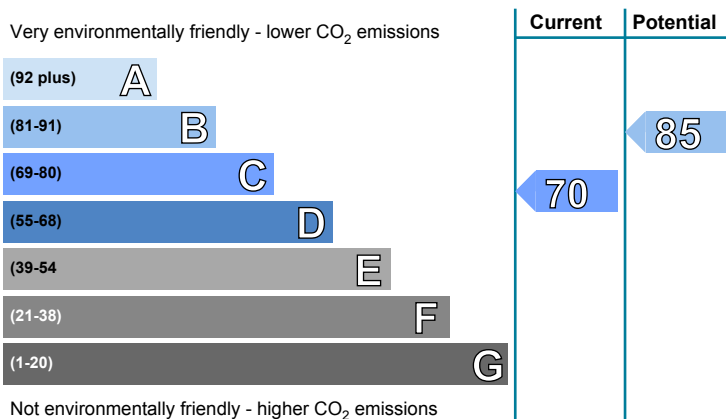 Very environmentally friendly - lower CO2 emissions
Current
Potential
(92 plus) A
(81-91) B
85
(69-80) C
70
(55-68) D
(39-54 E
(21-38) F
(1-20) G
Not environmentally friendly - higher CO2 emissions